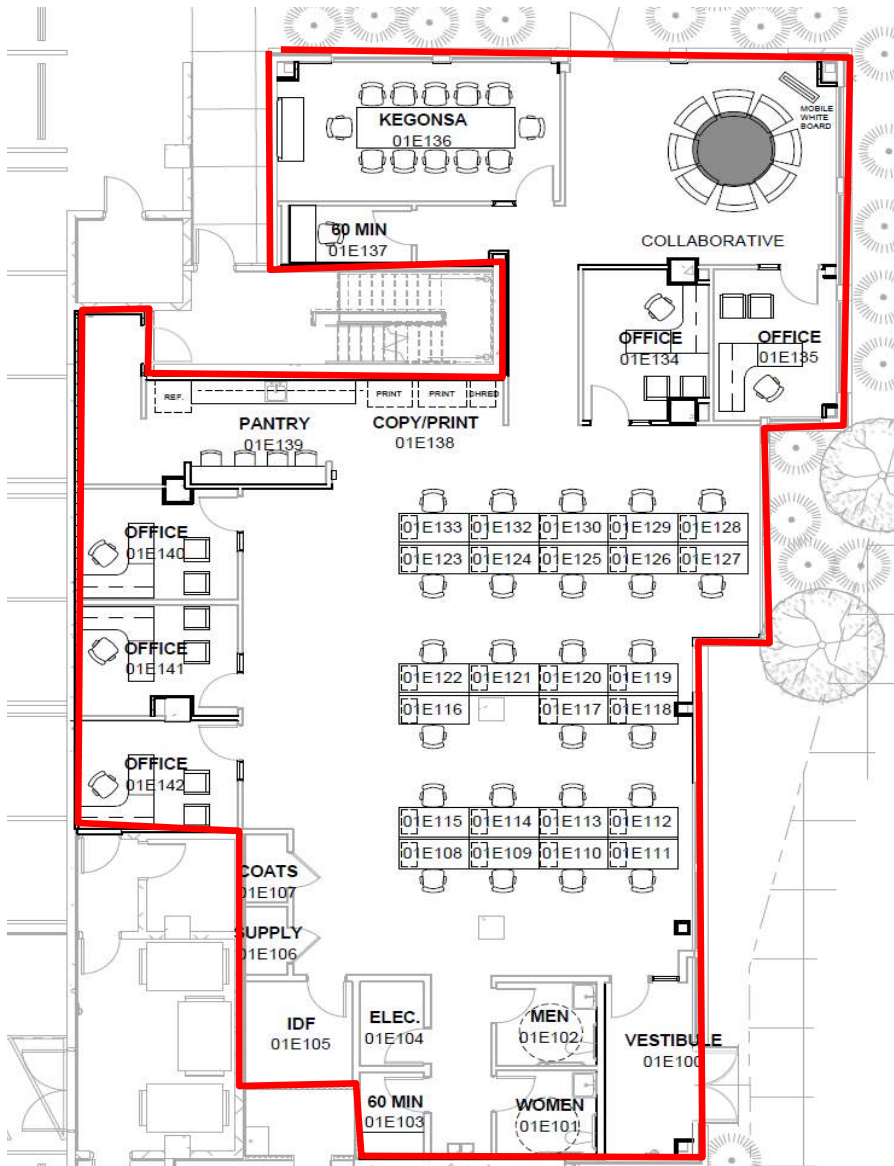 KEGONSA
01E136
MOBILE
WHITE
BOARD
60 MIN
01E137
COLLABORATIVE
OFFICE
01E134
OFFICE
01E135
REF.
PRINT
PRINT
SHRED
PANTRY
01E139
COPY/PRINT
01E138
01E133 01E132 01E130 01E129 01E128
01E123 01E124 01E125 01E126 01E127
OFFICE
01E140
OFFICE
01E141
01E122 01E121 01E120 01E119
01E116 01E117 01E118
OFFICE
01E142
01E115 01E114 01E113 01E112
01E108 01E109 01E110 01E111
COATS
01E107
SUPPLY
01E106
IDF
01E105
ELEC.
01E104
MEN
01E102
VESTIBULE
01E100
60 MIN
01E103
WOMEN
01E101